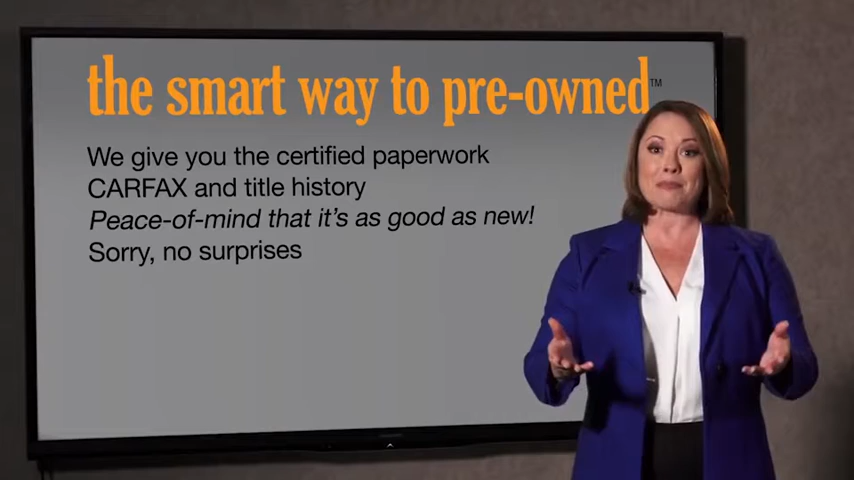 the smart way to pre-owned™
We give you the certified paperwork
CARFAX and title history
Peace-of-mind that it's as good as new!
Sorry, no surprises